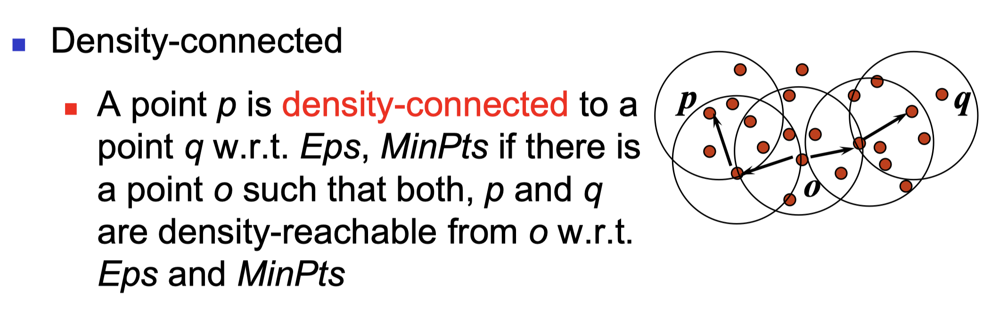 Density-connected
A point p is density-connected to a
point q w.r.t. Eps, MinPts if there is
a point o such that both, p and q
are density-reachable from o w.r.t.
Eps and MinPts
p
q
o